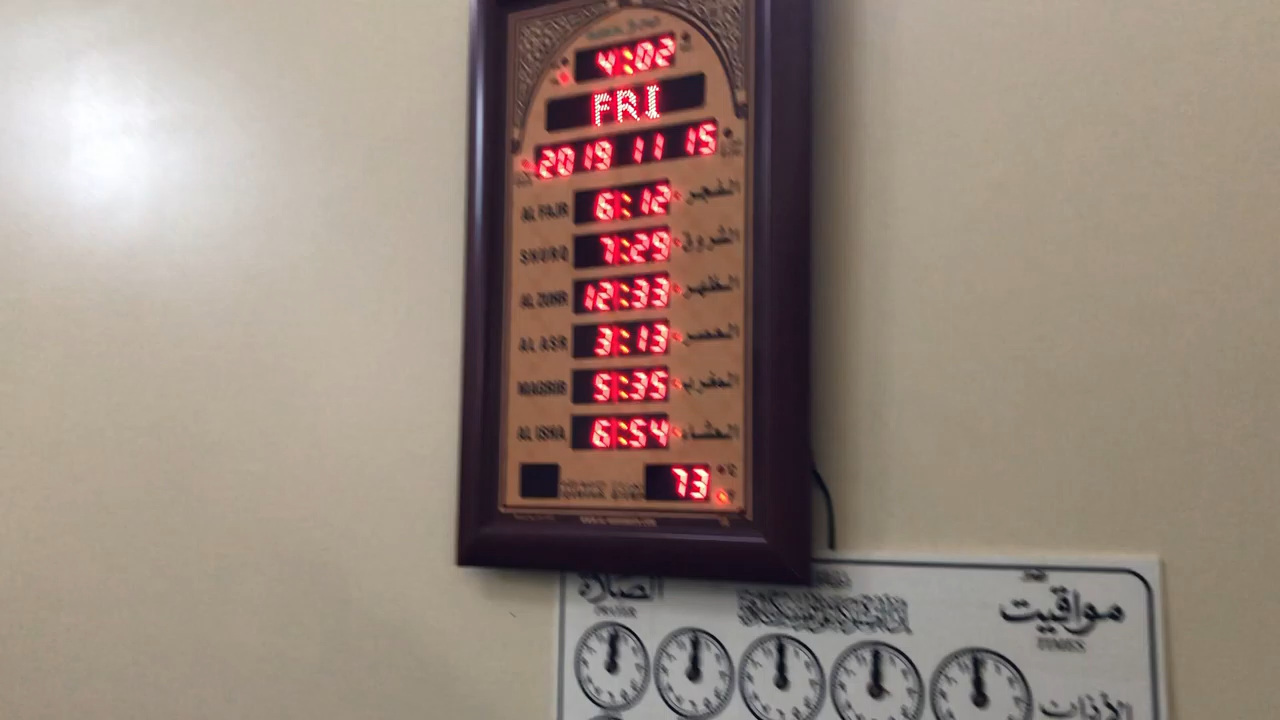 4:02
FRI
2019 11 15
AL FAJR 6:12 الفجر
SHURQ 7:29 الشروق
AL ZUHR 12:33 الظهر
AL ASR 3:13 العصر
MAGRIB 5:35 المغرب
AL ISHA 6:54 العشاء
73 °C
°F
الصلاة مواقيت
PRAYER TIMES
الأذان